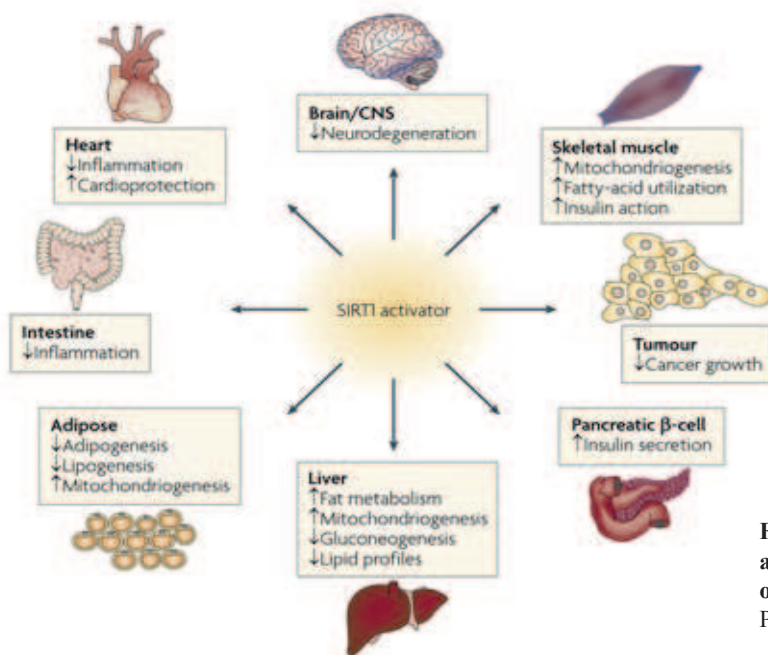 Brain/CNS
↓Neurodegeneration
Heart
↓Inflammation
↑Cardioprotection
Skeletal muscle
↑Mitochondriogenesis
↑Fatty-acid utilization
↑Insulin action
SIRT1 activator
Intestine
↓Inflammation
Tumour
↓Cancer growth
Adipose
↓Adipogenesis
↓Lipogenesis
↑Mitochondriogenesis
Pancreatic β-cell
↑Insulin secretion
Liver
↑Fat metabolism
↑Mitochondriogenesis
↓Gluconeogenesis
↓Lipid profiles